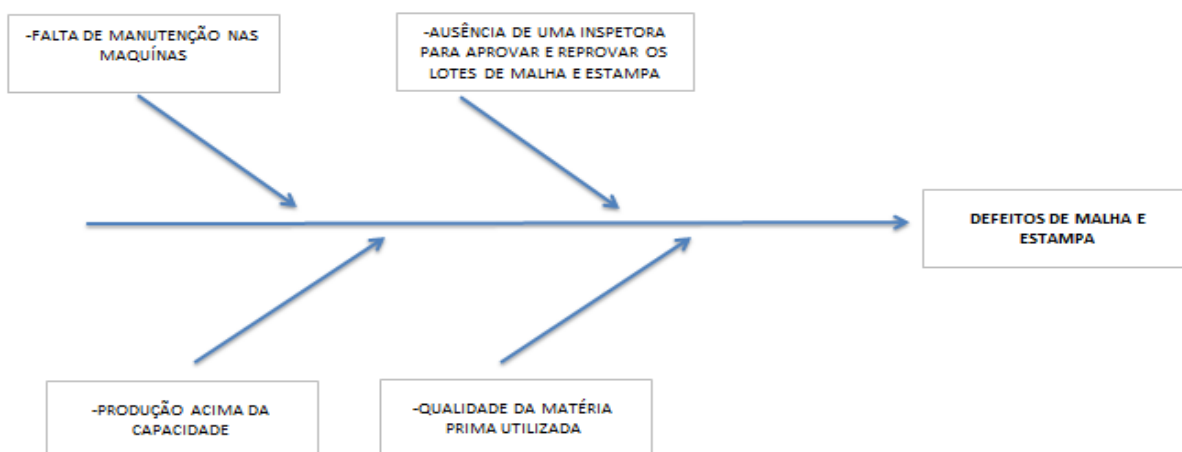 -FALTA DE MANUTENÇÃO NAS
MAQUÍNAS
-AUSÊNCIA DE UMA INSPETORA
PARA APROVAR E REPROVAR OS
LOTES DE MALHA E ESTAMPA
DEFEITOS DE MALHA E
ESTAMPA
-PRODUÇÃO ACIMA DA
CAPACIDADE
-QUALIDADE DA MATÉRIA
PRIMA UTILIZADA